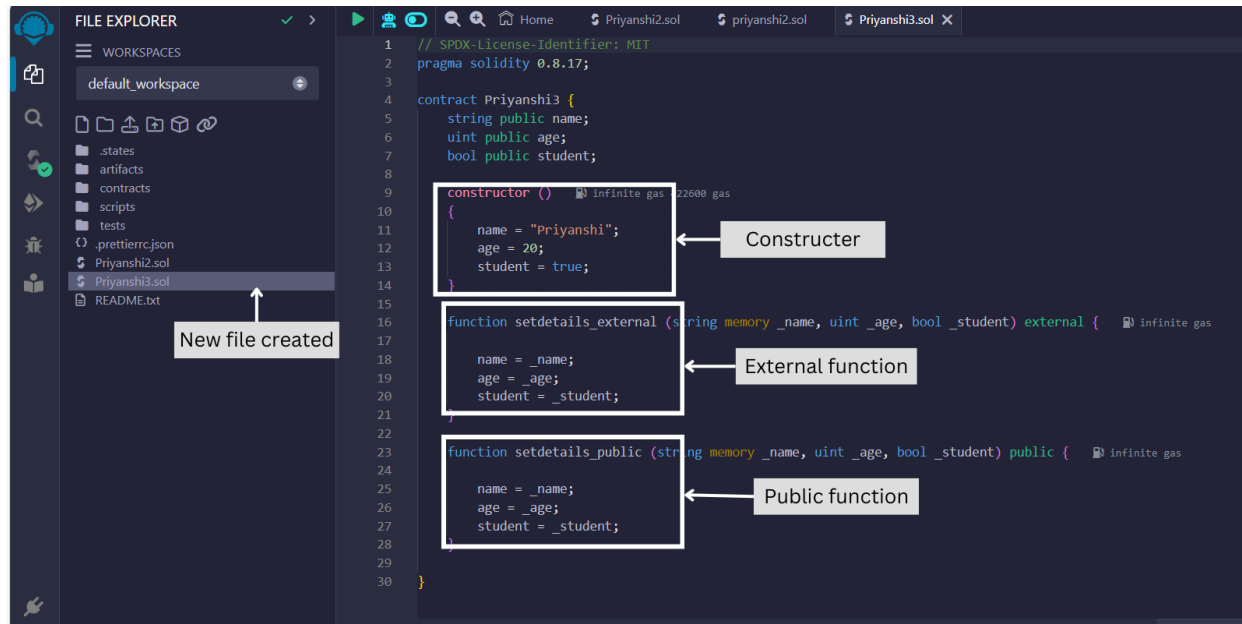 FILE EXPLORER
WORKSPACES
default_workspace
.states
artifacts
contracts
scripts
tests
.prettierrc.json
Priyanshi2.sol
Priyanshi3.sol
README.txt
New file created
Home Priyanshi2.sol priyanshi2.sol Priyanshi3.sol
1 // SPDX-License-Identifier: MIT
2 pragma solidity 0.8.17;
3
4 contract Priyanshi3 {
5 string public name;
6 uint public age;
7 bool public student;
8
9 constructor () infinite gas 22600 gas
10 {
11 name = "Priyanshi";
12 age = 20;
13 student = true;
14 }
15
16 function setdetails_external (string memory _name, uint _age, bool _student) external { infinite gas
17
18 name = _name;
19 age = _age;
20 student = _student;
21 }
22
23 function setdetails_public (string memory _name, uint _age, bool _student) public { infinite gas
24
25 name = _name;
26 age = _age;
27 student = _student;
28 }
29
30 }
Constructer
External function
Public function